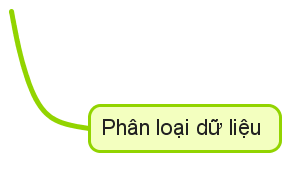 Phân loại dữ liệu